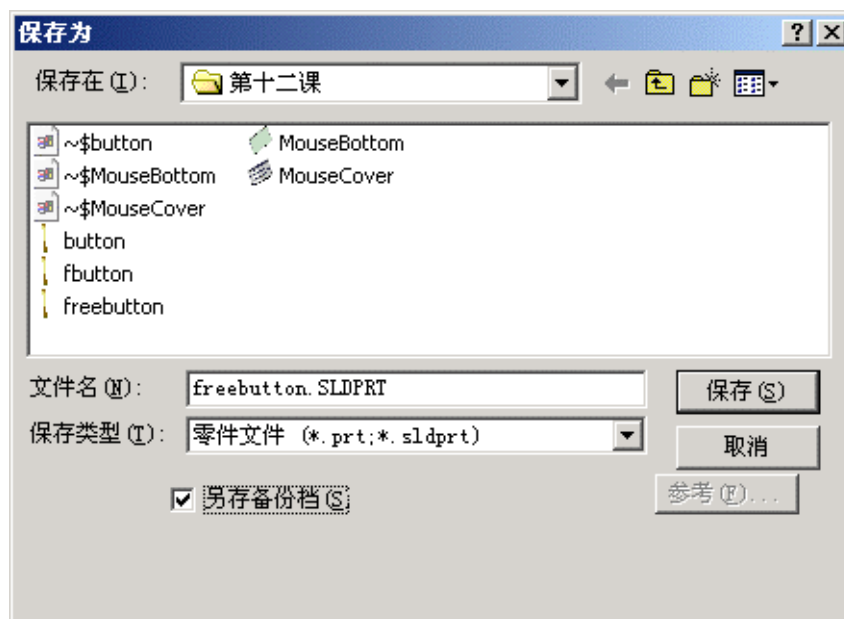 保存为
保存在(I):
第十二课
~$button
MouseBottom
~$MouseBottom
MouseCover
~$MouseCover
button
fbutton
freebutton
文件名(N):
freebutton.SLDPRT
保存(S)
保存类型(T):
零件文件 (*.prt;*.sldprt)
取消
另存备份档(S)
参考(F)...